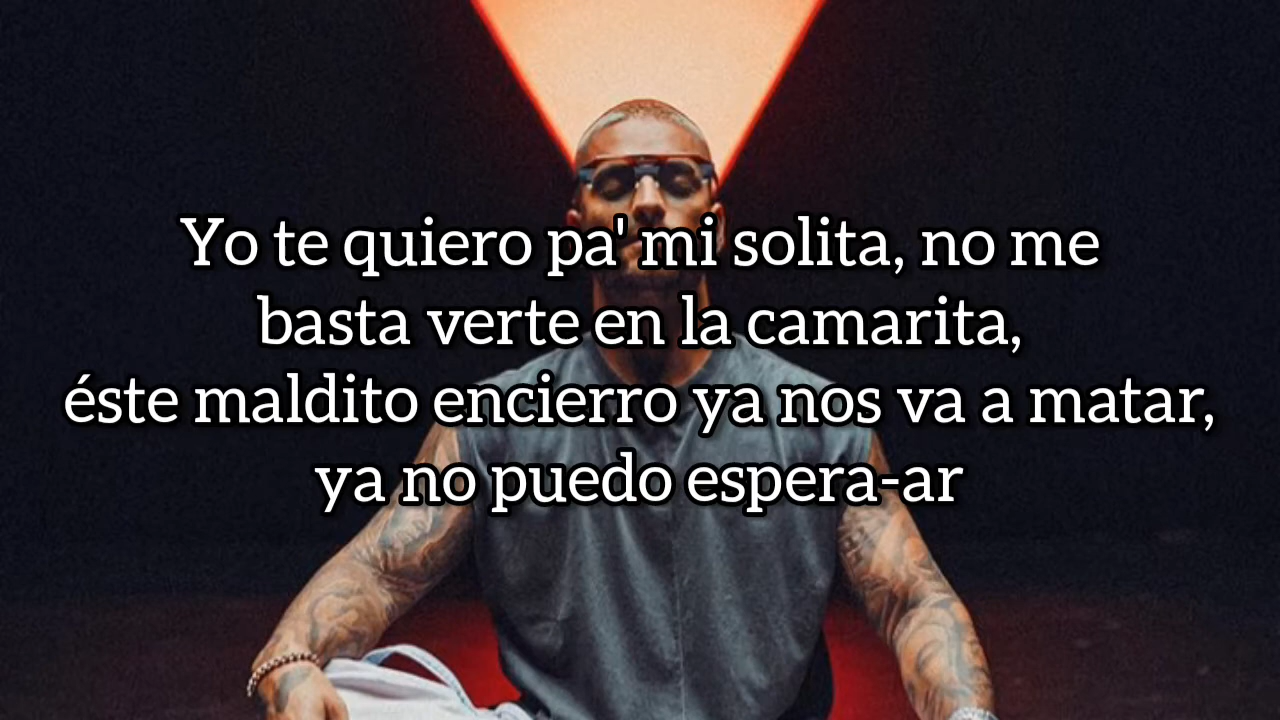 Yo te quiero pa' mi solita, no me
basta verte en la camarita,
éste maldito encierro ya nos va a matar,
ya no puedo espera-ar